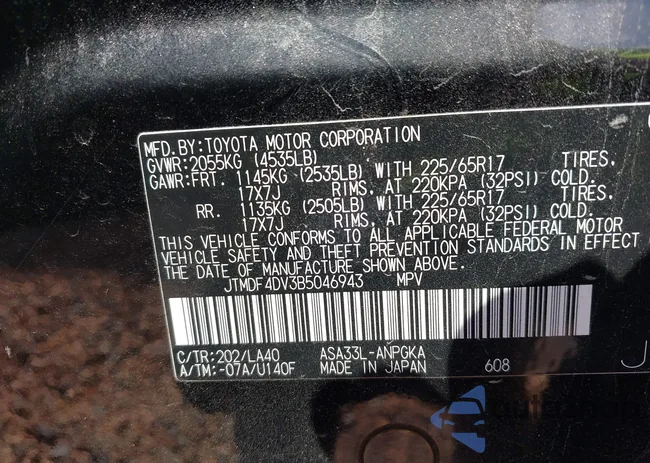 MFD.BY:TOYOTA MOTOR CORPORATION
GVWR:2055KG (4535LB)
GAWR:FRT. 1145KG (2535LB) WITH 225/65R17 TIRES.
17X7J RIMS. AT 220KPA (32PSI) COLD.
RR. 1135KG (2505LB) WITH 225/65R17 TIRES.
17X7J RIMS. AT 220KPA (32PSI) COLD.
THIS VEHICLE CONFORMS TO ALL APPLICABLE FEDERAL MOTOR
VEHICLE SAFETY AND THEFT PREVENTION STANDARDS IN EFFECT
THE DATE OF MANUFACTURE SHOWN ABOVE.
JTMDF4DV3B5046943 MPV
C/TR:202/LA40 ASA33L-ANPGKA
A/TM:-07A/U140F MADE IN JAPAN 608